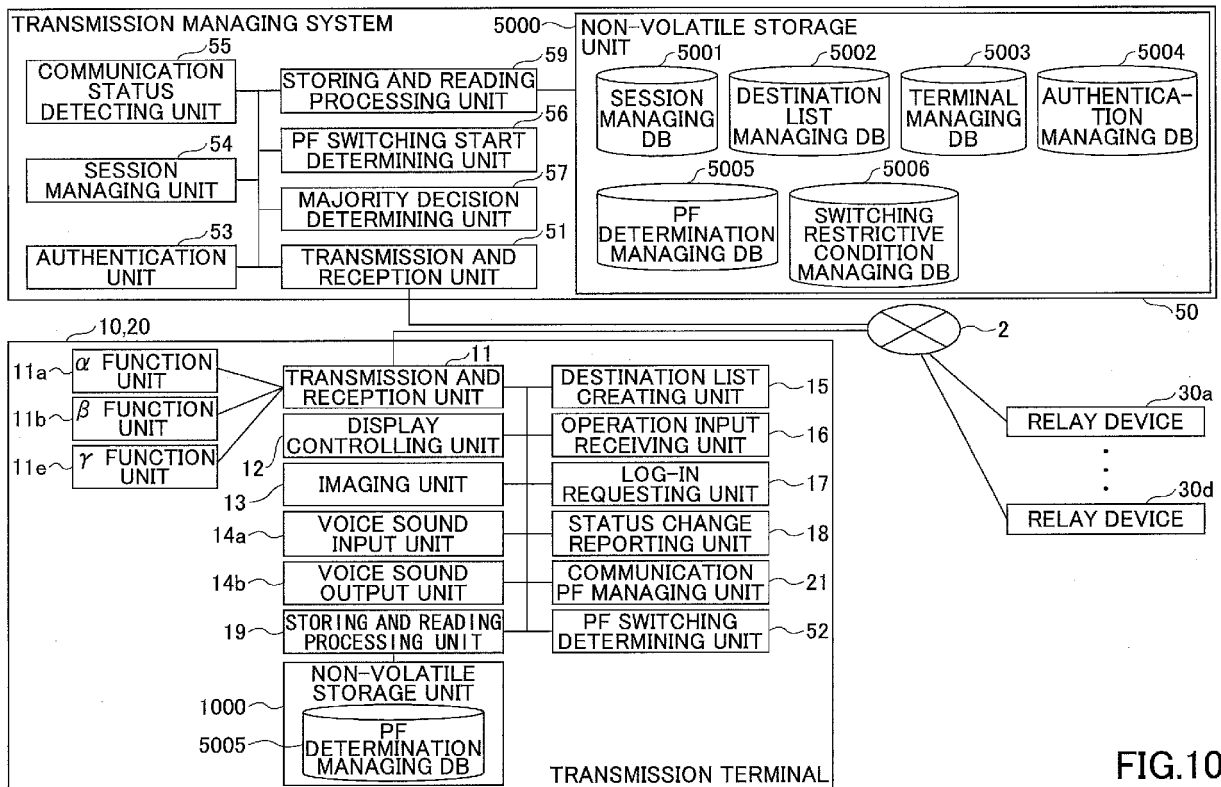 TRANSMISSION MANAGING SYSTEM
55
COMMUNICATION
STATUS
DETECTING UNIT
54
SESSION
MANAGING UNIT
53
AUTHENTICATION
UNIT
59
STORING AND READING
PROCESSING UNIT
56
PF SWITCHING START
DETERMINING UNIT
57
MAJORITY DECISION
DETERMINING UNIT
51
TRANSMISSION AND
RECEPTION UNIT
5000
NON-VOLATILE STORAGE
UNIT
5001
SESSION
MANAGING
DB
5002
DESTINATION
LIST
MANAGING DB
5003
TERMINAL
MANAGING
DB
5004
AUTHENTICA-
TION
MANAGING DB
5005
PF
DETERMINATION
MANAGING DB
5006
SWITCHING
RESTRICTIVE
CONDITION
MANAGING DB
50
2
10,20
11a
α FUNCTION
UNIT
11b
β FUNCTION
UNIT
11e
γ FUNCTION
UNIT
11
TRANSMISSION AND
RECEPTION UNIT
12
DISPLAY
CONTROLLING UNIT
13
IMAGING UNIT
14a
VOICE SOUND
INPUT UNIT
14b
VOICE SOUND
OUTPUT UNIT
19
STORING AND READING
PROCESSING UNIT
1000
NON-VOLATILE
STORAGE UNIT
5005
PF
DETERMINATION
MANAGING DB
DESTINATION LIST
CREATING UNIT
15
OPERATION INPUT
RECEIVING UNIT
16
LOG-IN
REQUESTING UNIT
17
STATUS CHANGE
REPORTING UNIT
18
COMMUNICATION
PF MANAGING UNIT
21
PF SWITCHING
DETERMINING UNIT
52
TRANSMISSION TERMINAL
30a
RELAY DEVICE
30d
RELAY DEVICE
FIG.10